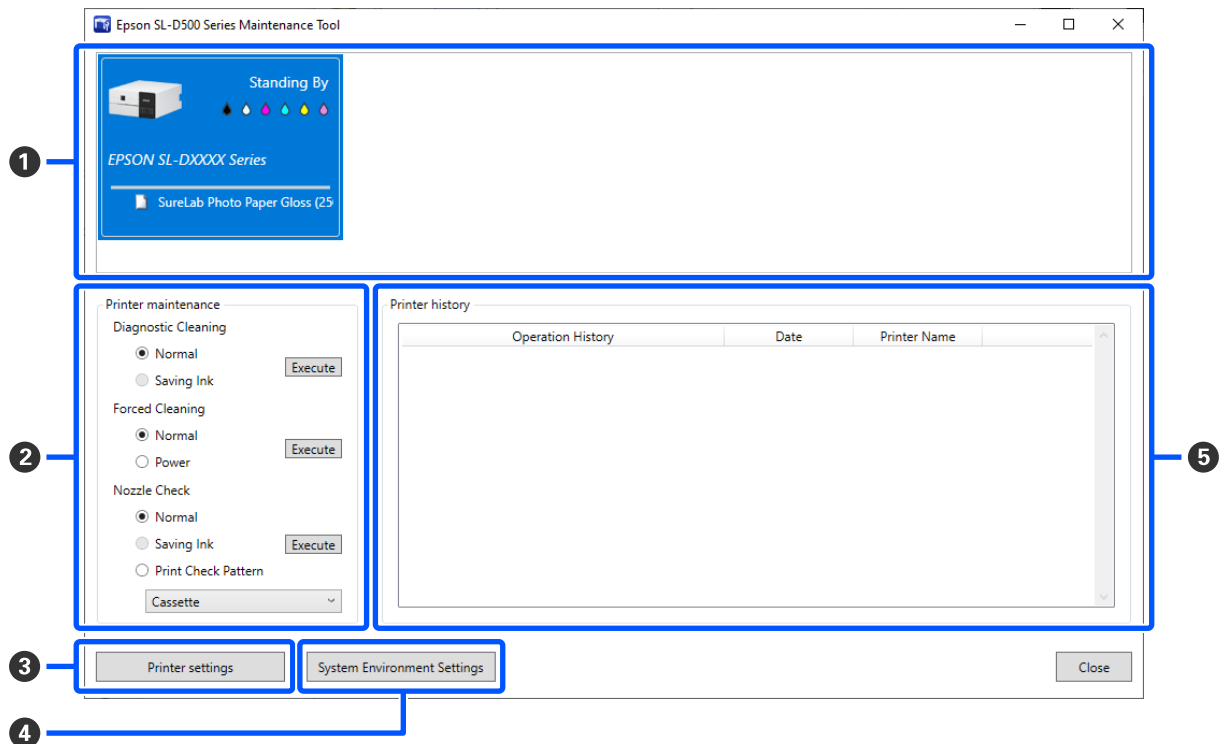 Epson SL-D500 Series Maintenance Tool
Standing By
EPSON SL-DXXXX Series
SureLab Photo Paper Gloss (25
1
Printer maintenance
Diagnostic Cleaning
Normal
Saving Ink
Execute
Forced Cleaning
Normal
Power
Execute
Nozzle Check
Normal
Saving Ink
Execute
Print Check Pattern
Cassette
2
Printer history
Operation History Date Printer Name
5
3
Printer settings
System Environment Settings
Close
4